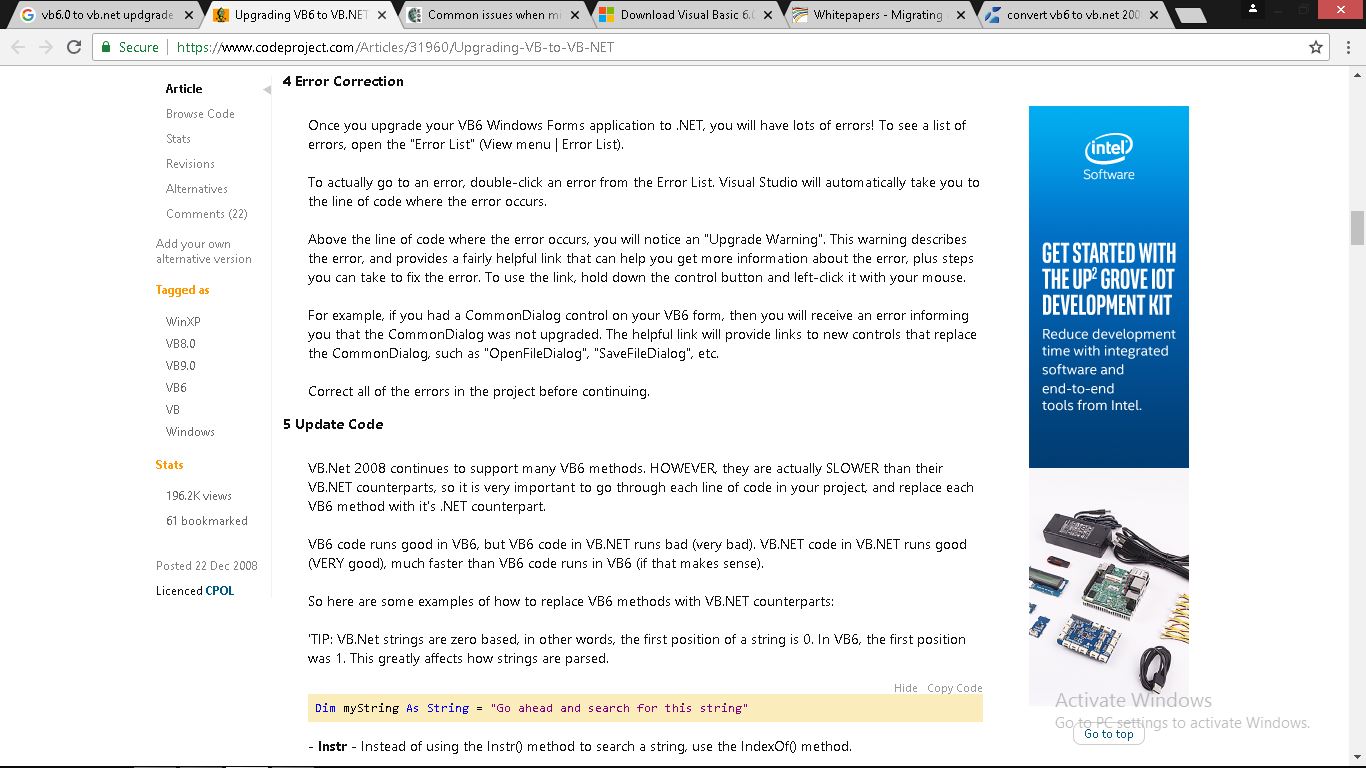 vb6.0 to vb.net updgrade
Upgrading VB6 to VB.NET
Common issues when mi
Download Visual Basic 6.0
Whitepapers - Migrating
convert vb6 to vb.net 200
Secure
https://www.codeproject.com/Articles/31960/Upgrading-VB-to-VB-NET
Article
Browse Code
Stats
Revisions
Alternatives
Comments (22)
Add your own
alternative version
Tagged as
WinXP
VB8.0
VB9.0
VB6
VB
Windows
Stats
196.2K views
61 bookmarked
Posted 22 Dec 2008
Licenced CPOL
4 Error Correction
Once you upgrade your VB6 Windows Forms application to .NET, you will have lots of errors! To see a list of
errors, open the "Error List" (View menu | Error List).
To actually go to an error, double-click an error from the Error List. Visual Studio will automatically take you to
the line of code where the error occurs.
Above the line of code where the error occurs, you will notice an "Upgrade Warning". This warning describes
the error, and provides a fairly helpful link that can help you get more information about the error, plus steps
you can take to fix the error. To use the link, hold down the control button and left-click it with your mouse.
For example, if you had a CommonDialog control on your VB6 form, then you will receive an error informing
you that the CommonDialog was not upgraded. The helpful link will provide links to new controls that replace
the CommonDialog, such as "OpenFileDialog", "SaveFileDialog", etc.
Correct all of the errors in the project before continuing.
5 Update Code
VB.Net 2008 continues to support many VB6 methods. HOWEVER, they are actually SLOWER than their
VB.NET counterparts, so it is very important to go through each line of code in your project, and replace each
VB6 method with it's .NET counterpart.
VB6 code runs good in VB6, but VB6 code in VB.NET runs bad (very bad). VB.NET code in VB.NET runs good
(VERY good), much faster than VB6 code runs in VB6 (if that makes sense).
So here are some examples of how to replace VB6 methods with VB.NET counterparts:
'TIP: VB.Net strings are zero based, in other words, the first position of a string is 0. In VB6, the first position
was 1. This greatly affects how strings are parsed.
Hide Copy Code
Dim myString As String = "Go ahead and search for this string"
- Instr - Instead of using the Instr() method to search a string, use the IndexOf() method.
intel
Software
GET STARTED WITH
THE UP² GROVE IOT
DEVELOPMENT KIT
Reduce development
time with integrated
software and
end-to-end
tools from Intel.
Activate Windows
Go to PC settings to activate Windows.
Go to top